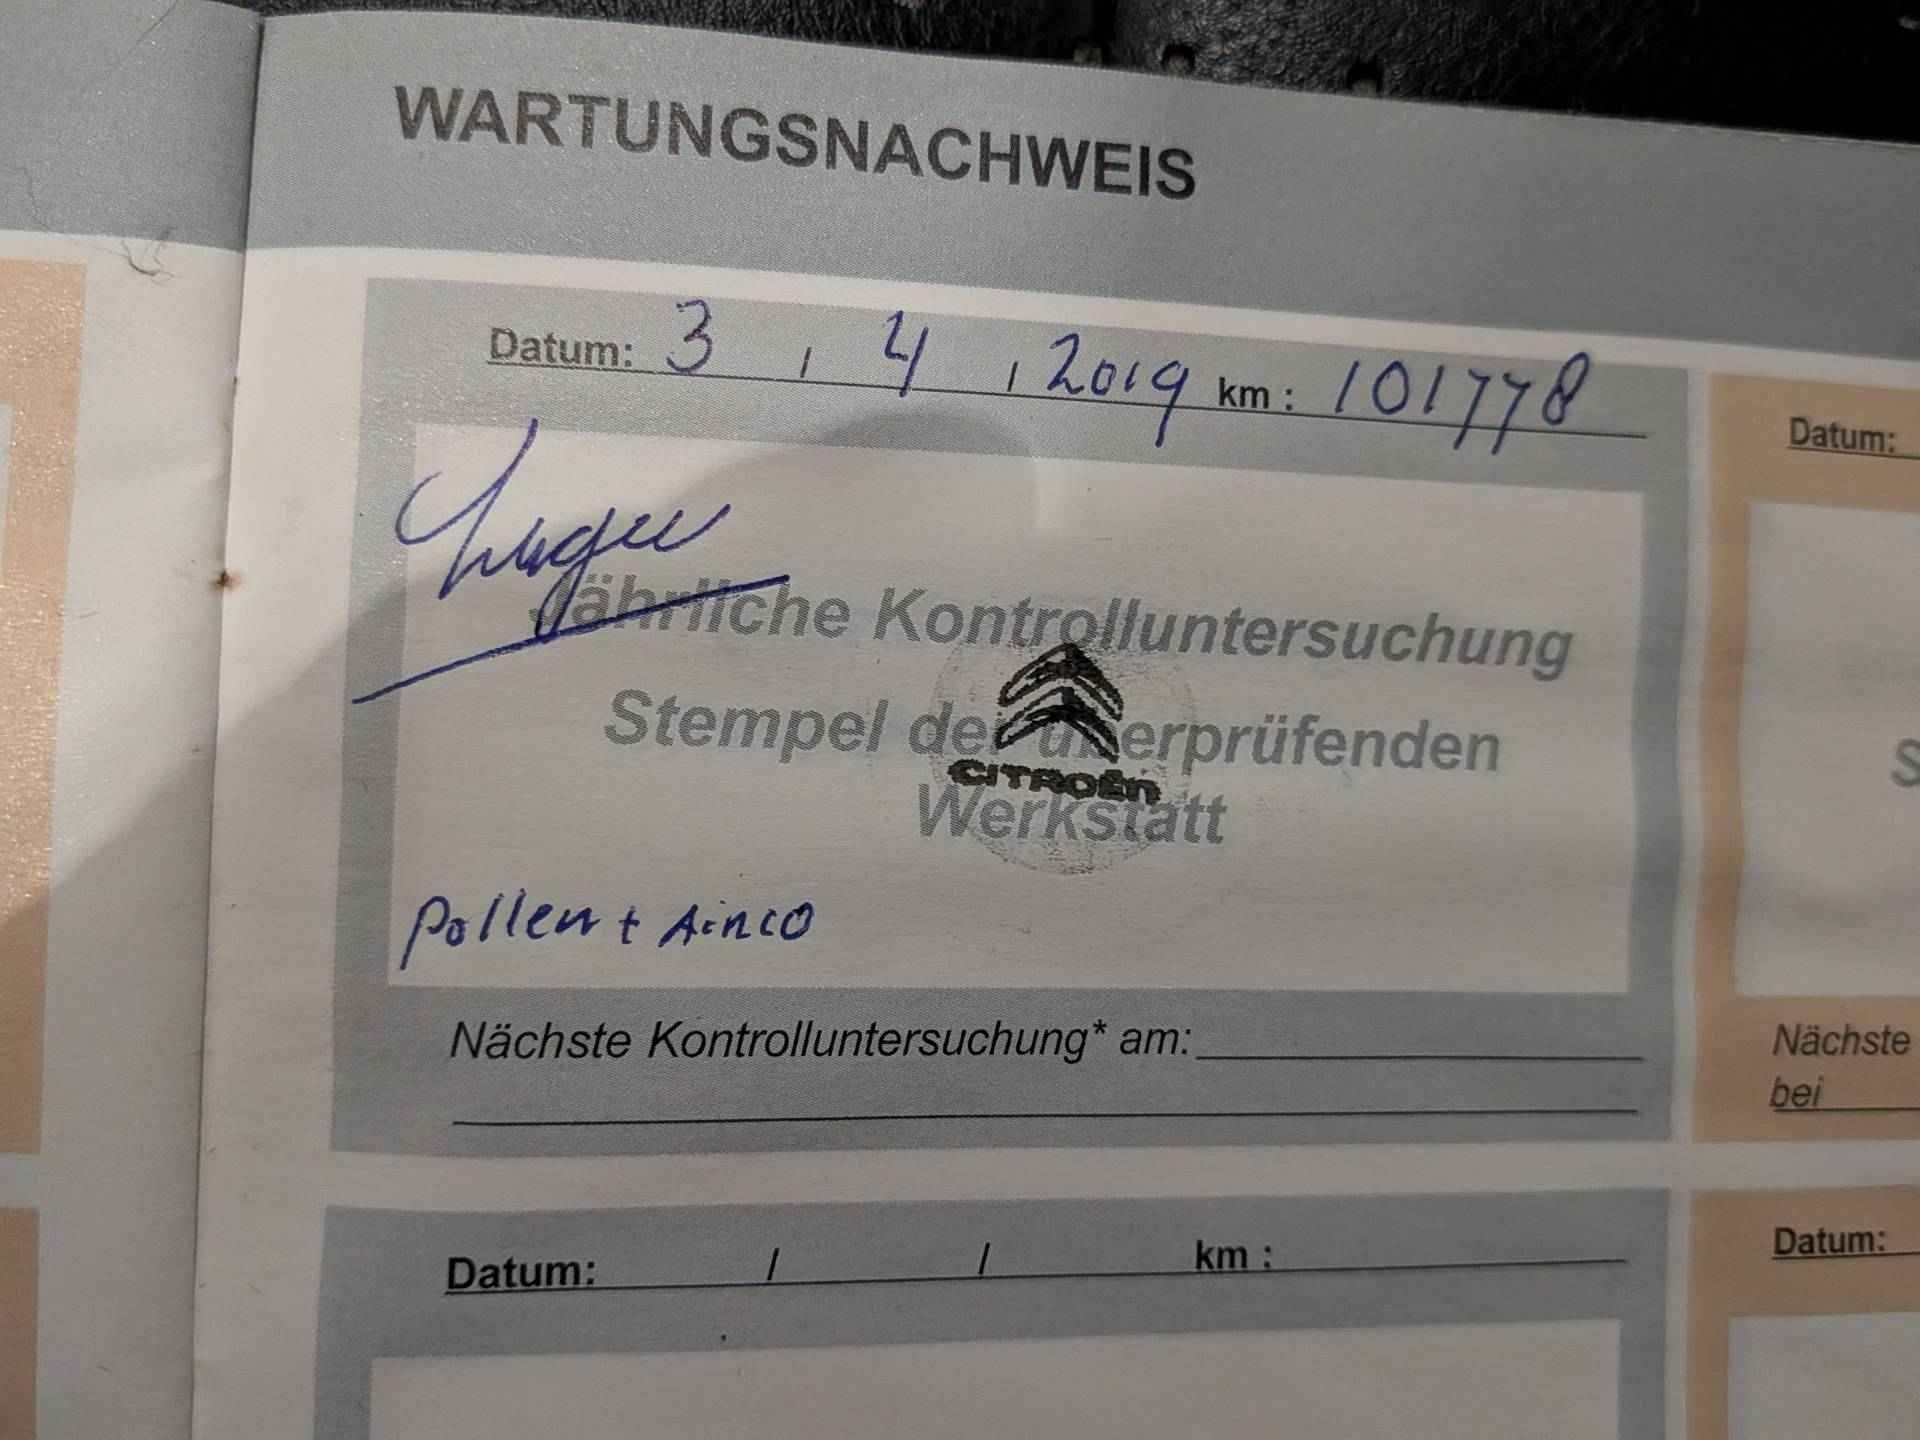 WARTUNGSNACHWEIS
Datum: 3 / 4 / 2019 km : 101778
Jährliche Kontrolluntersuchung
Stempel der überprüfenden
CITROËN
Werkstatt
Pollen + Airco
Nächste Kontrolluntersuchung* am:
Datum: / / km :
Datum:
Nächste
bei
Datum: